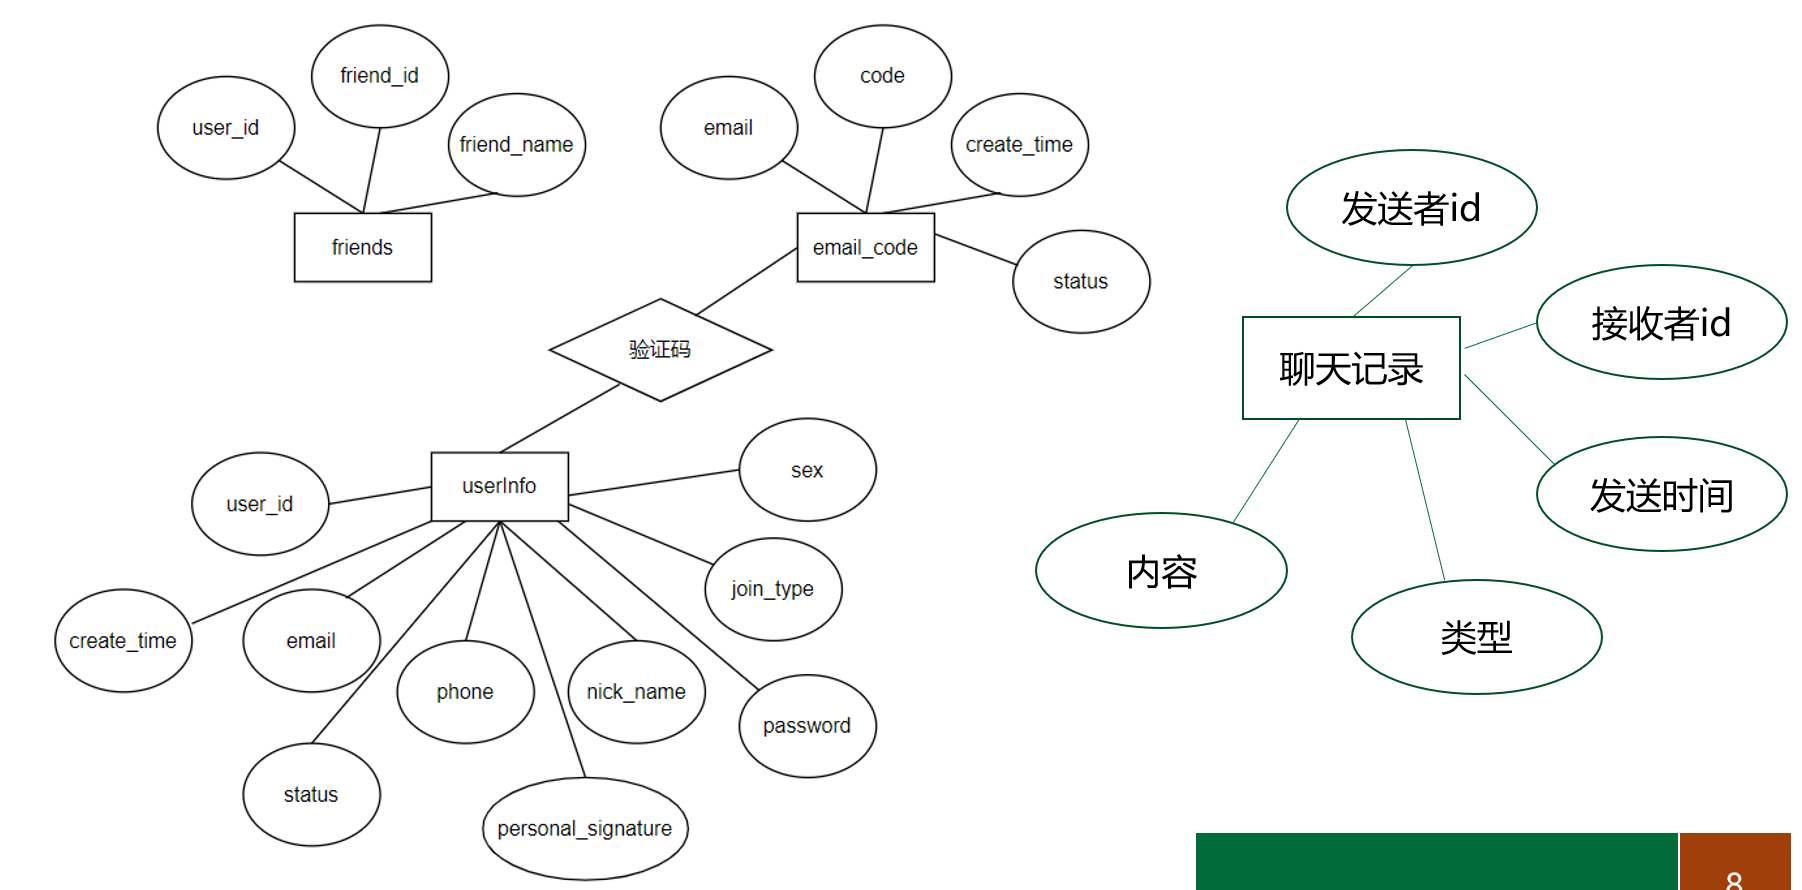 friend_id
user_id
friend_name
friends
code
email
create_time
email_code
status
验证码
userInfo
user_id
sex
join_type
create_time
email
phone
nick_name
password
status
personal_signature
发送者id
接收者id
聊天记录
发送时间
内容
类型
8